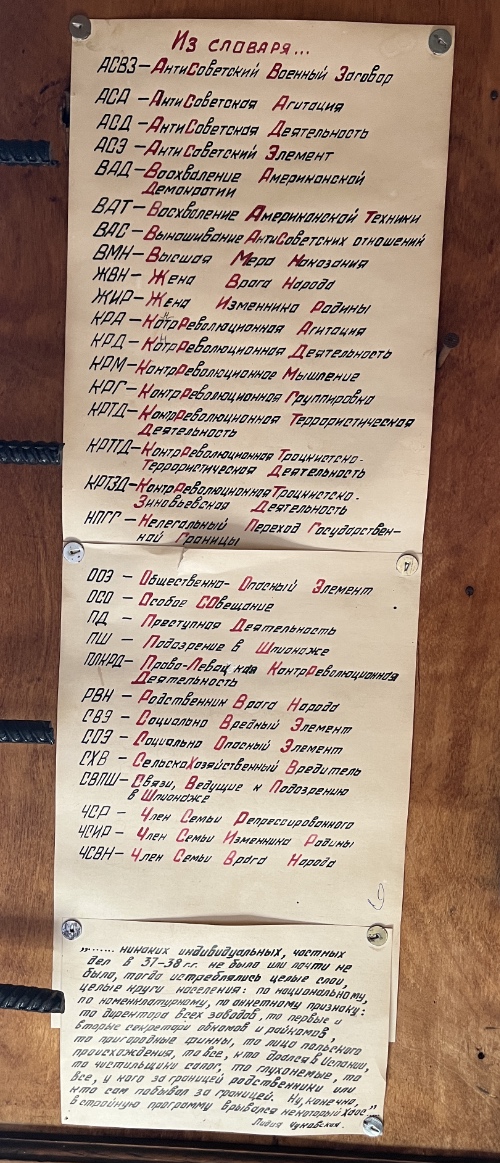 Из словаря...
АСВЗ – АнтиСоветский Военный Заговор
АСА – АнтиСоветская Агитация
АСД – АнтиСоветская Деятельность
АСЭ – АнтиСоветский Элемент
ВАД – Восхваление Американской
Демократии
ВАТ – Восхваление Американской Техники
ВАС – Вынашивание АнтиСоветских отношений
ВМН – Высшая Мера Наказания
ЖВН – Жена Врага Народа
ЖИР – Жена Изменника Родины
КРА – КонтрРеволюционная Агитация
КРД – КонтрРеволюционная Деятельность
КРМ – КонтрРеволюционное Мышление
КРГ – КонтрРеволюционная Группировка
КРТД – КонтрРеволюционная Террористическая
Деятельность
КРТТД – КонтрРеволюционная Троцкистско-
Террористическая Деятельность
КРТЗД – КонтрРеволюционная Троцкистско-
Зиновьевская Деятельность
НПГГ – Нелегальный Переход Государствен-
ной Границы
ООЭ – Общественно-Опасный Элемент
ОСО – Особое СОвещание
ПД – Преступная Деятельность
ПШ – Подозрение в Шпионаже
ПЛКРД – Право-Левацкая КонтрРеволюционная
Деятельность
РВН – Родственник Врага Народа
СВЭ – Социально Вредный Элемент
СОЭ – Социально Опасный Элемент
СХВ – СельскоХозяйственный Вредитель
СВПШ – Связи, Ведущие к Подозрению
в Шпионаже
ЧСР – Член Семьи Репрессированного
ЧСИР – Член Семьи Изменника Родины
ЧСВН – Член Семьи Врага Народа
„....... никаких индивидуальных, частных
дел в 37–38 г.г. не было или почти не
было, тогда истреблялись целые слои,
целые круги населения: по национальному,
по номенклатурному, по анкетному признаку:
то директора всех заводов, то первые и
вторые секретари обкомов и райкомов,
то пригородные финны, то лица польского
происхождения, то все, кто дрался в Испании,
то чистильщики сапог, то глухонемые, то
все, у кого за границей родственники или
кто сам побывал за границей. Ну, конечно,
в стройную программу врывался некоторый хаос."
Лидия Чуковская.